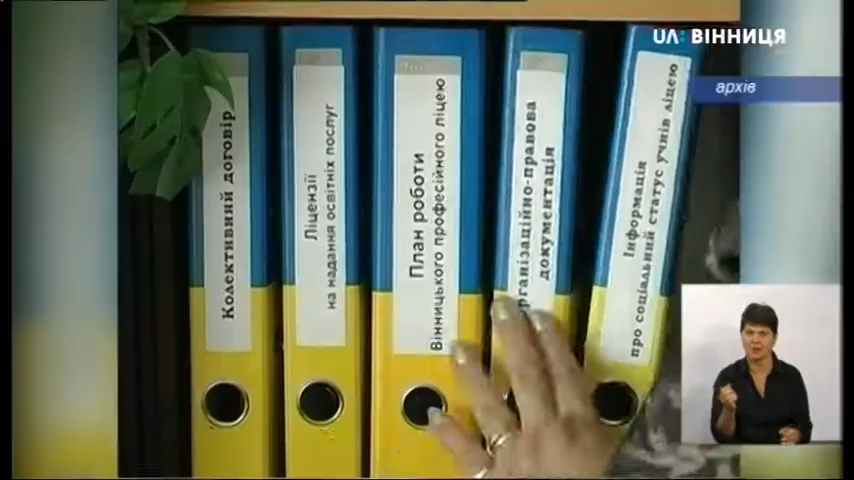 UA: ВІННИЦЯ
архів
Колективний договір
Ліцензії
на надання освітніх послуг
План роботи
Вінницького професійного ліцею
організаційно-правова
документація
Інформація
про соціальний статус учнів ліцею